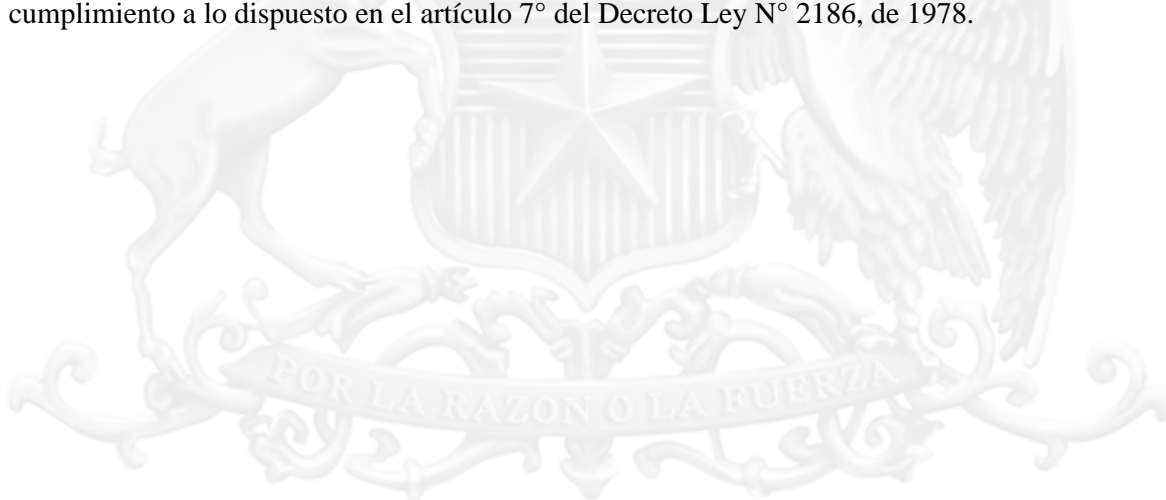 cumplimiento a lo dispuesto en el artículo 7° del Decreto Ley N° 2186, de 1978.
POR LA RAZON O LA FUERZA